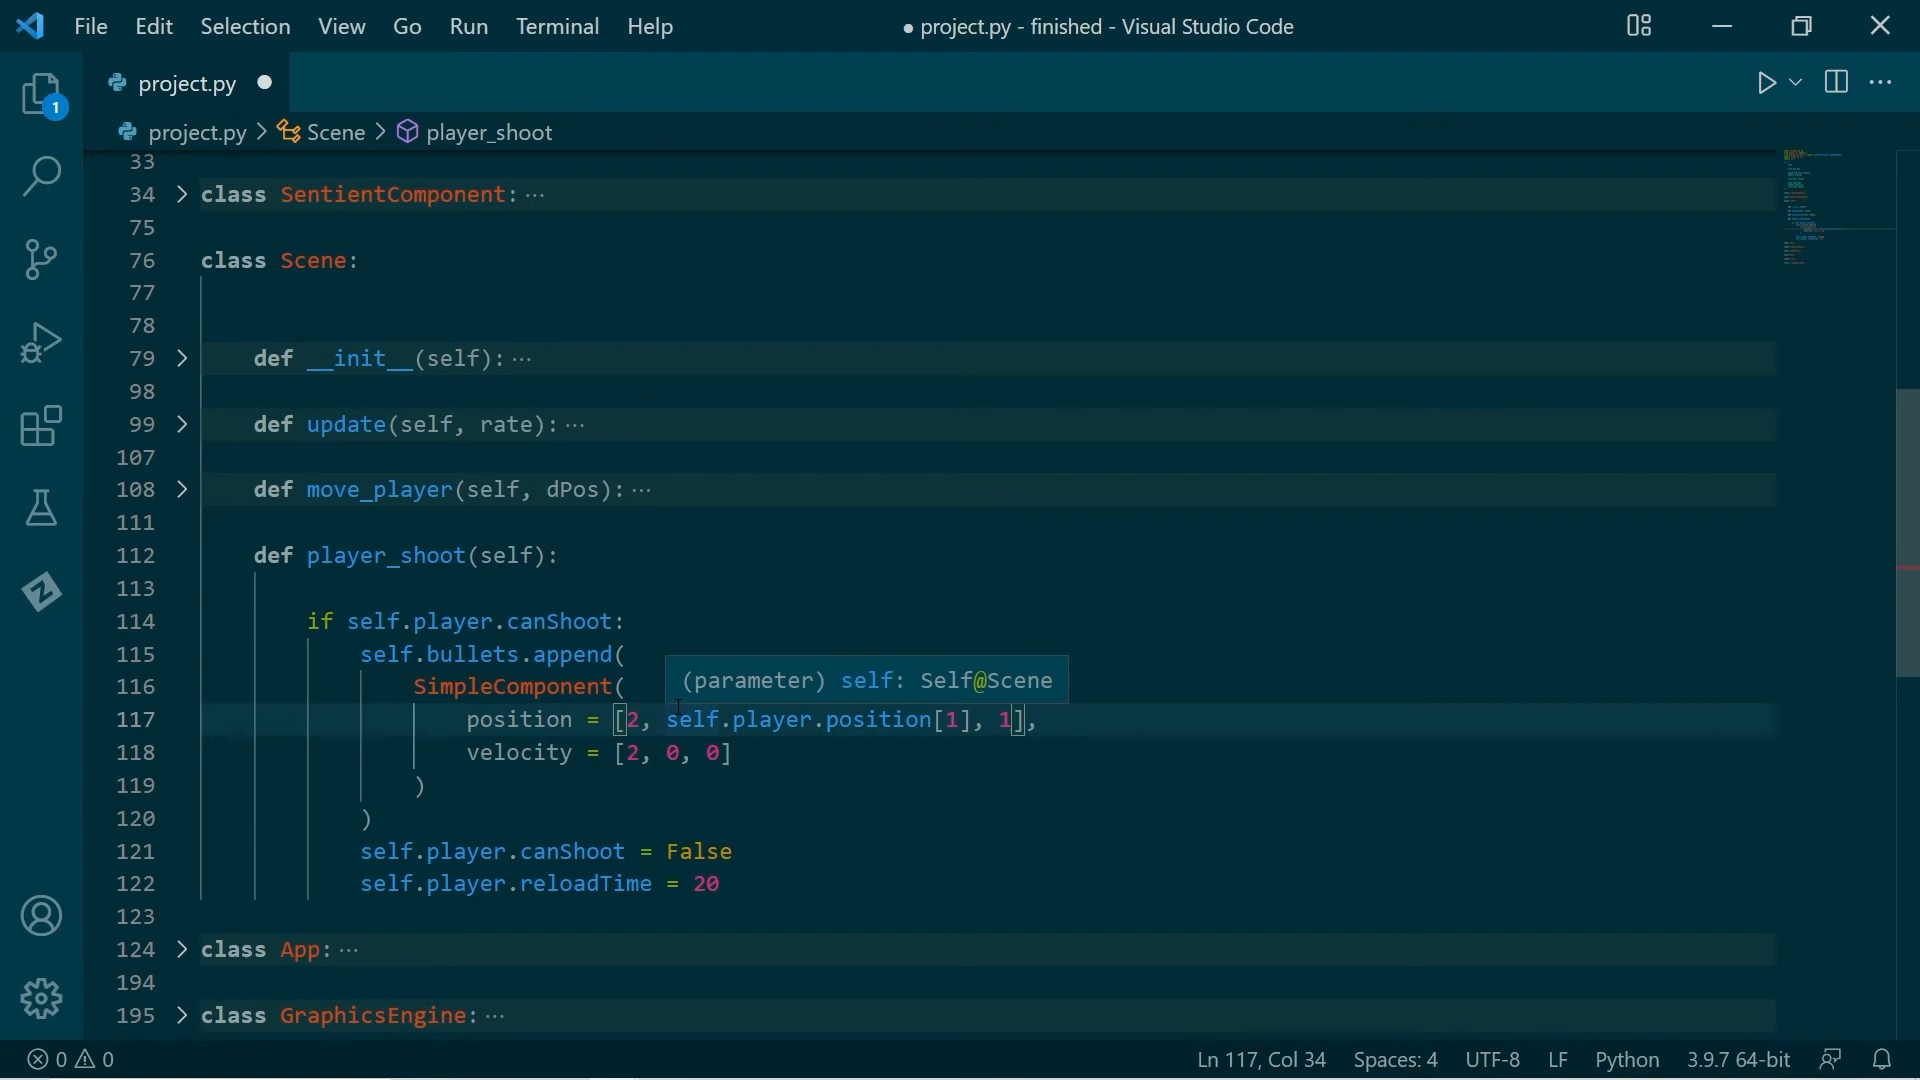 File Edit Selection View Go Run Terminal Help ● project.py - finished - Visual Studio Code
project.py ●
1
project.py > Scene > player_shoot
33
34 > class SentientComponent: ···
75
76 class Scene:
77
78
79 > def __init__(self): ···
98
99 > def update(self, rate): ···
107
108 > def move_player(self, dPos): ···
111
112 def player_shoot(self):
113
114 if self.player.canShoot:
115 self.bullets.append(
(parameter) self: Self@Scene
116 SimpleComponent(
117 position = [2, self.player.position[1], 1],
118 velocity = [2, 0, 0]
119 )
120 )
121 self.player.canShoot = False
122 self.player.reloadTime = 20
123
124 > class App: ···
194
195 > class GraphicsEngine: ···
0 0 Ln 117, Col 34 Spaces: 4 UTF-8 LF Python 3.9.7 64-bit